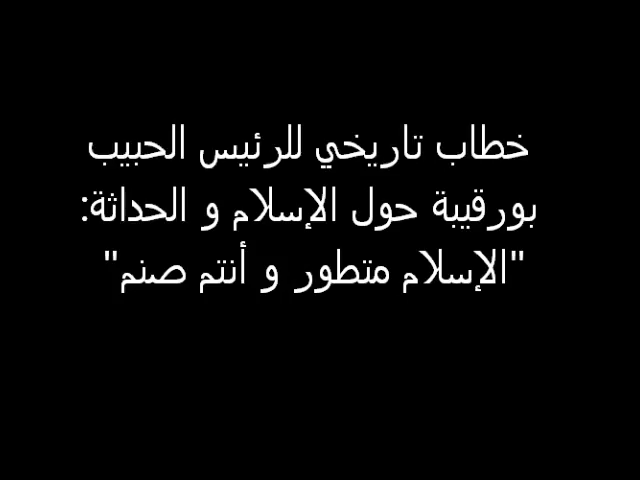 خطاب تاريخي للرئيس الحبيب
بورقيبة حول الإسلام و الحداثة:
"الإسلام متطور و أنتم صنم"